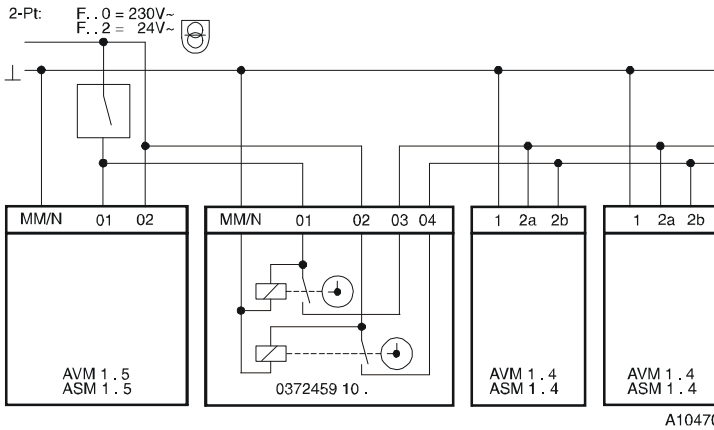 2-Pt: F. . 0 = 230V~
F. . 2 = 24V~
⊥
MM/N 01 02
MM/N 01 02 03 04
1 2a 2b
1 2a 2b
AVM 1 . 5
ASM 1 . 5
0372459 10 .
AVM 1 . 4
ASM 1 . 4
AVM 1 . 4
ASM 1 . 4
A10470